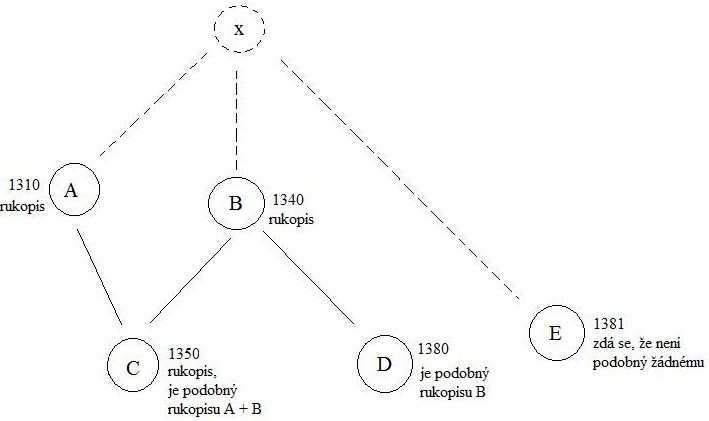 x
1310
rukopis
A
B
1340
rukopis
C
1350
rukopis,
je podobný
rukopisu A + B
D
1380
je podobný
rukopisu B
E
1381
zdá se, že není
podobný žádnému